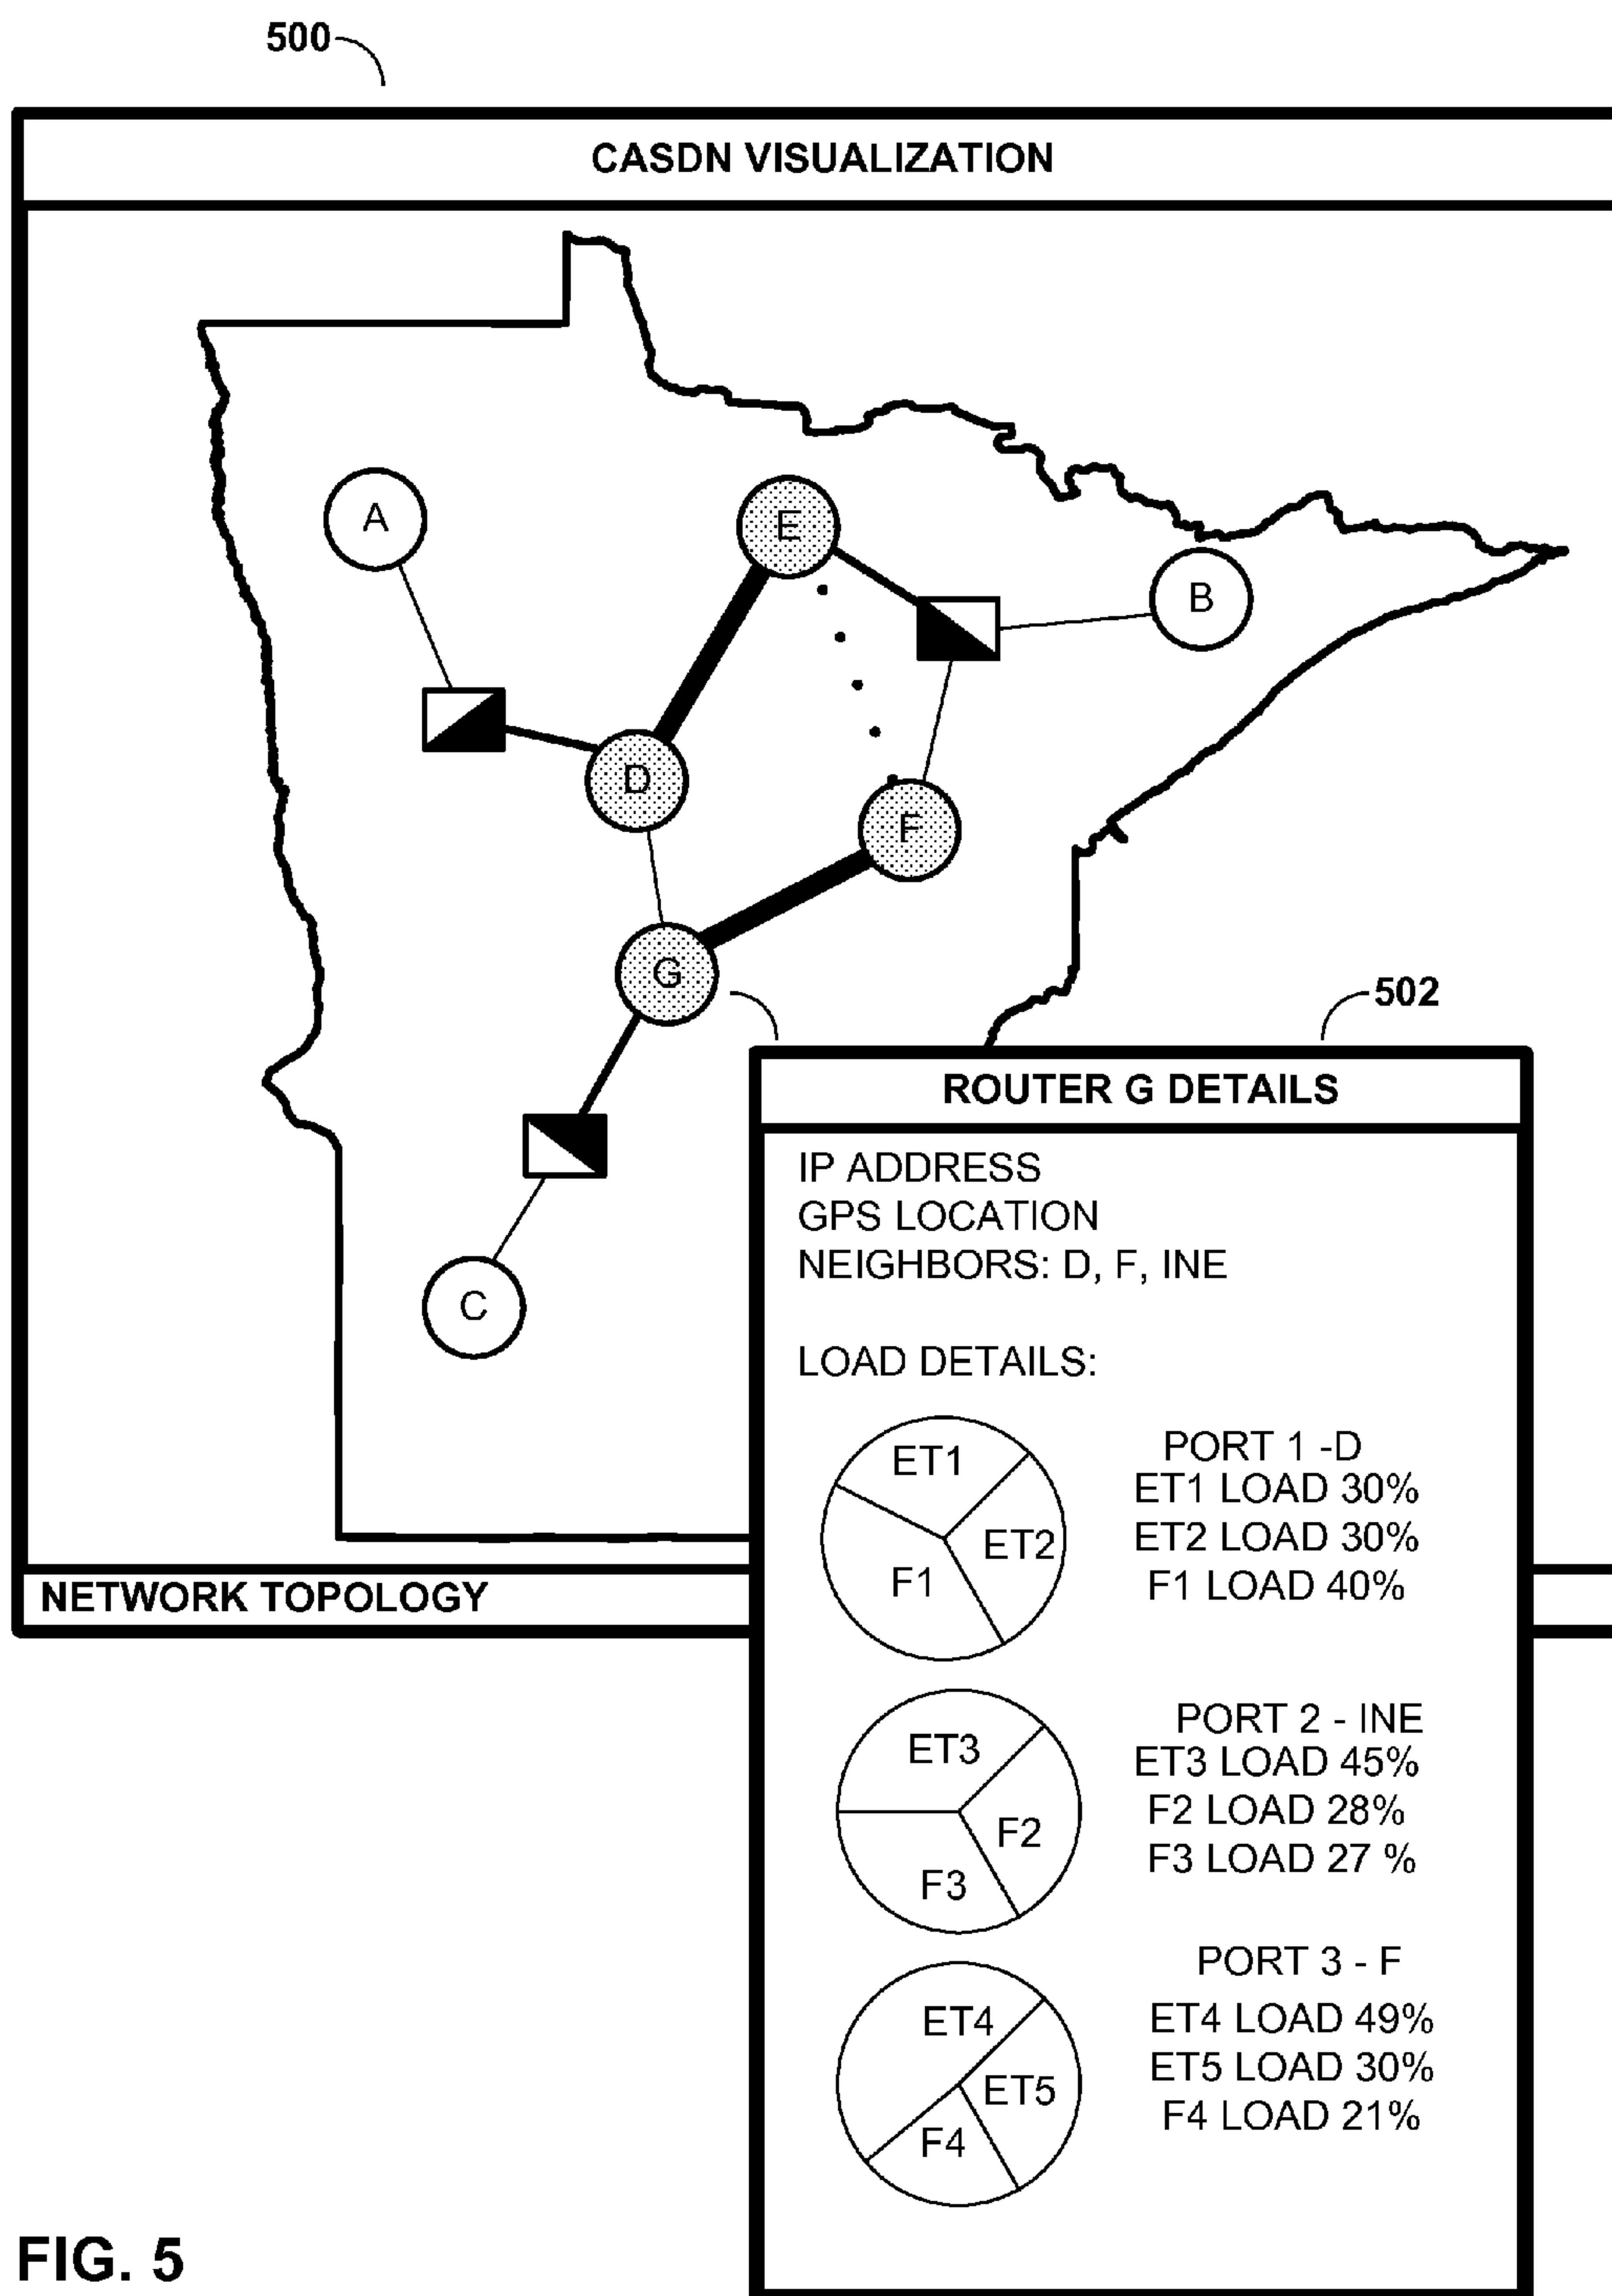 500
CASDN VISUALIZATION
A
E
B
D
F
G
502
C
ROUTER G DETAILS
IP ADDRESS
GPS LOCATION
NEIGHBORS: D, F, INE
LOAD DETAILS:
ET1
ET2
F1
PORT 1 -D
ET1 LOAD 30%
ET2 LOAD 30%
F1 LOAD 40%
NETWORK TOPOLOGY
ET3
F2
F3
PORT 2 - INE
ET3 LOAD 45%
F2 LOAD 28%
F3 LOAD 27 %
ET4
ET5
F4
PORT 3 - F
ET4 LOAD 49%
ET5 LOAD 30%
F4 LOAD 21%
FIG. 5